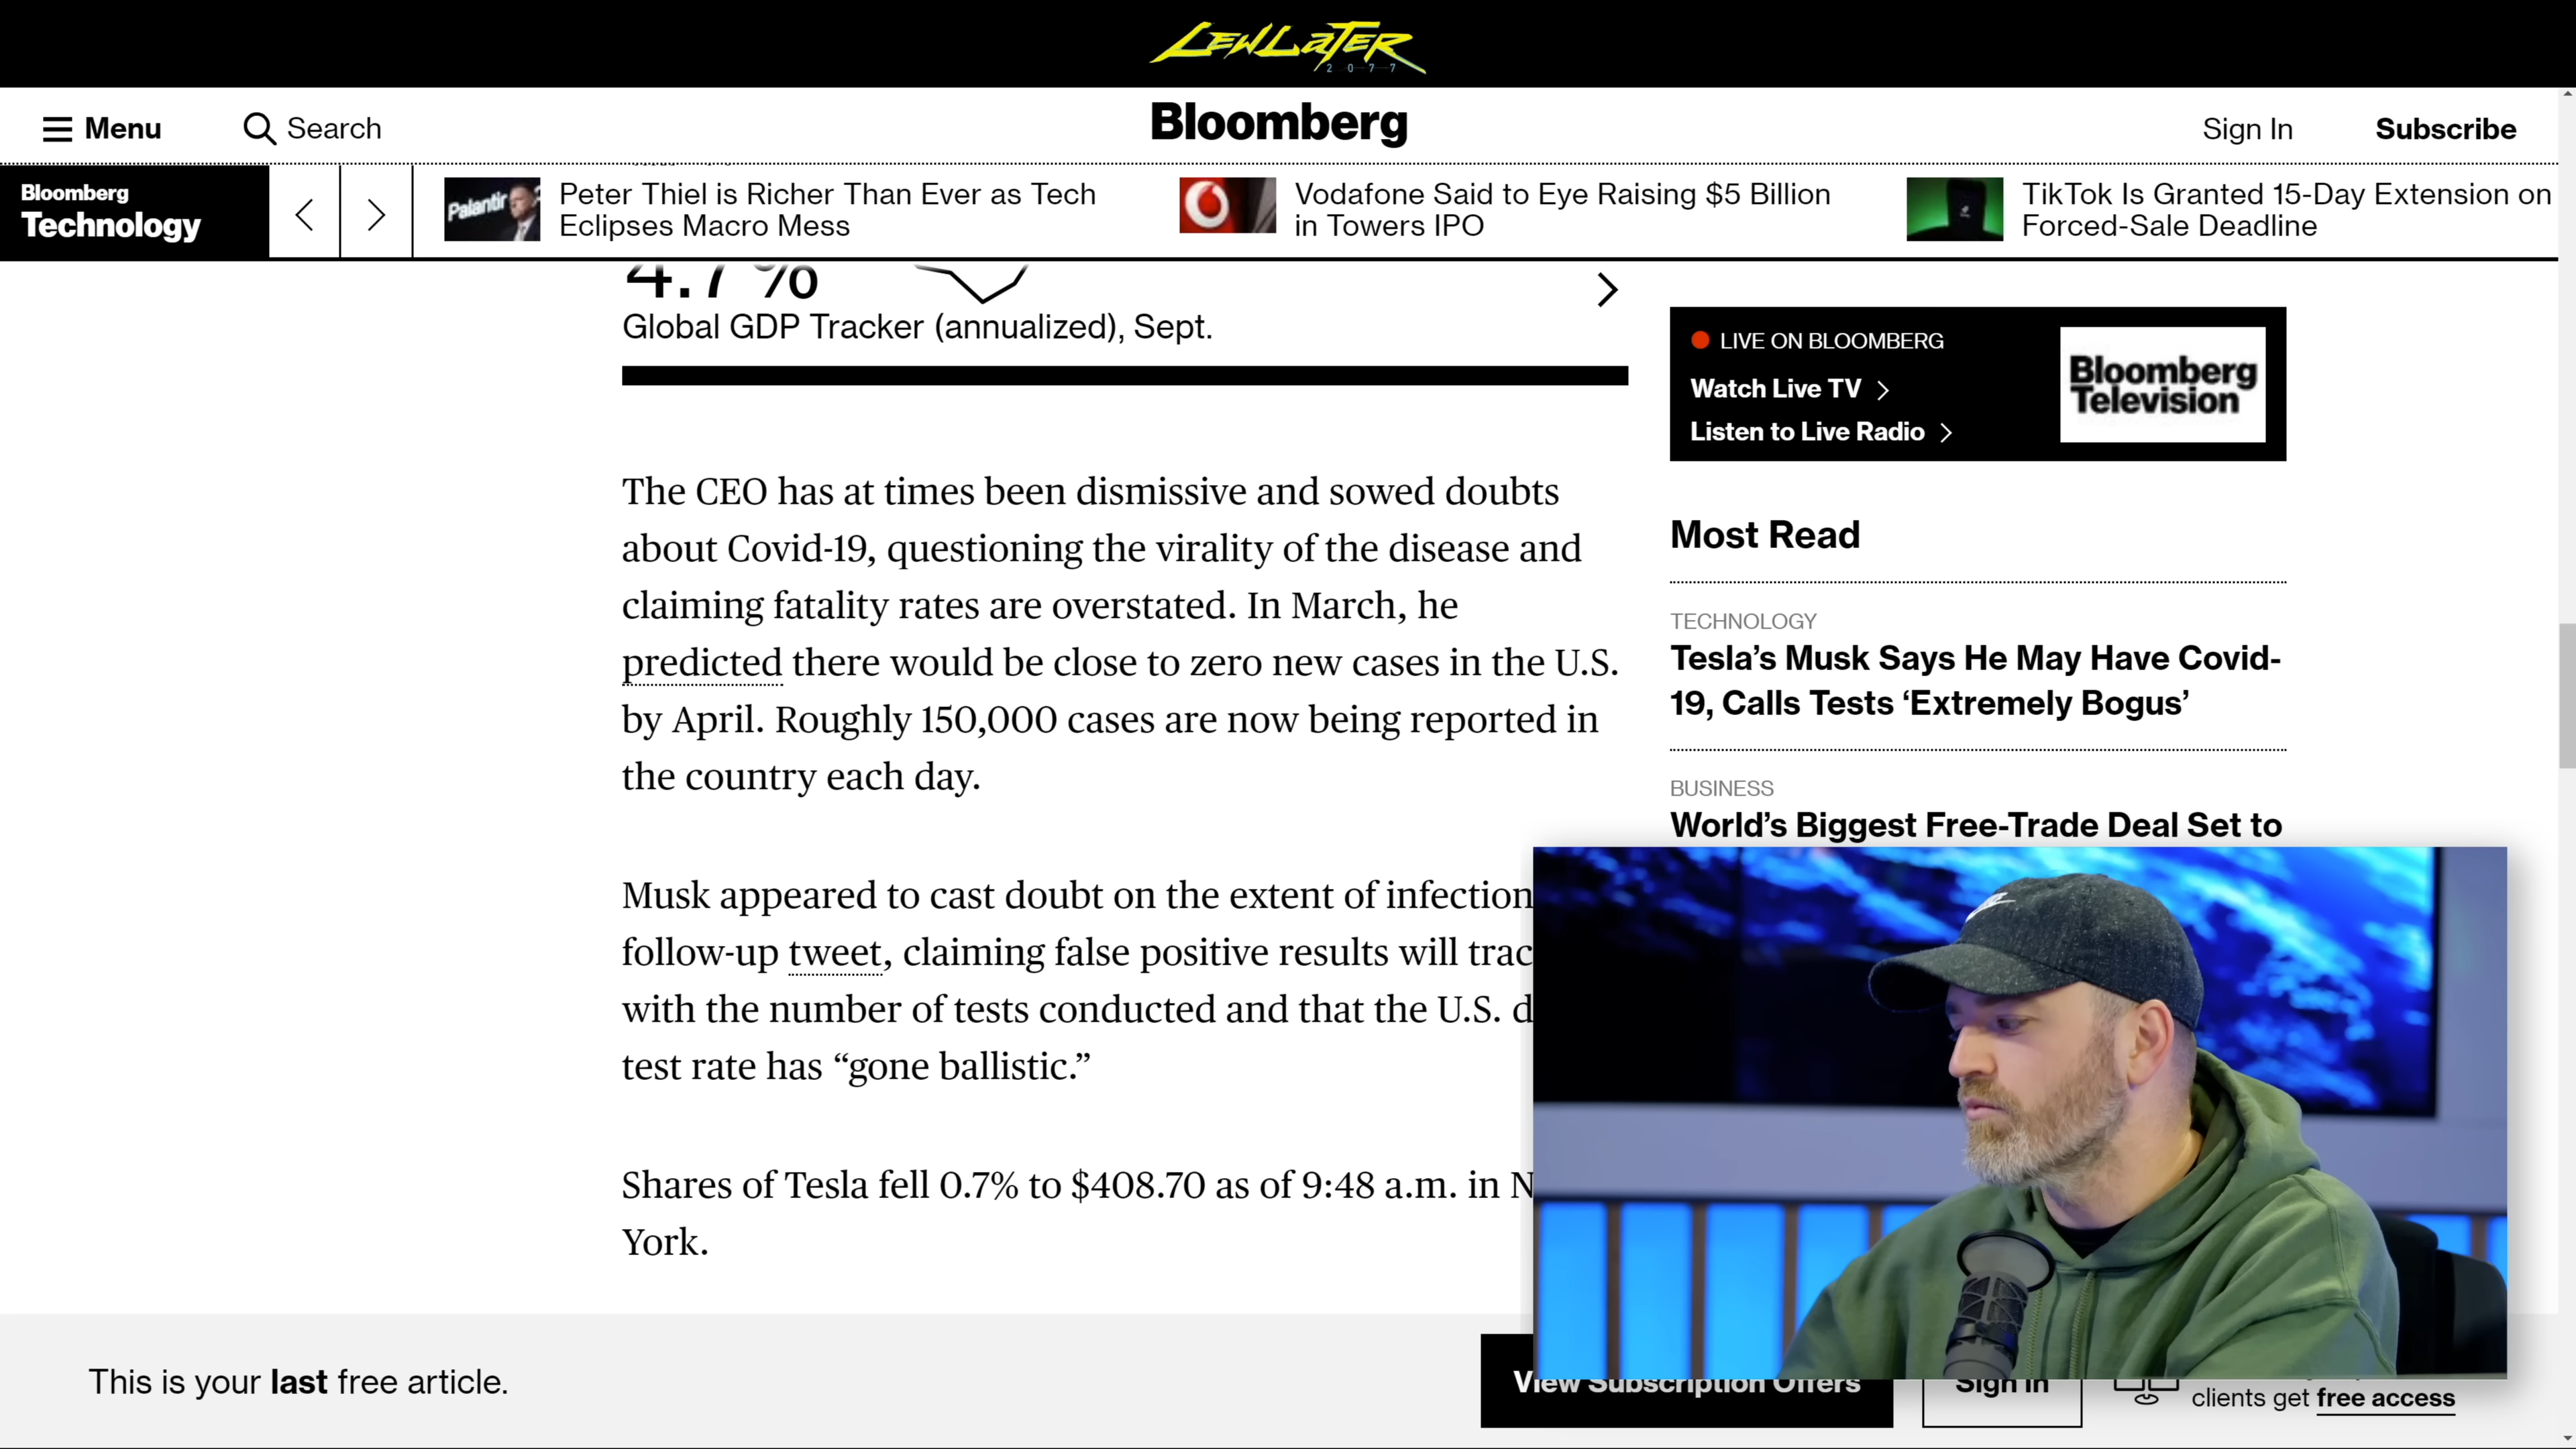 LEWLATER
2077
Menu
Search
Bloomberg
Sign In
Subscribe
Bloomberg
Technology
Palantir
Peter Thiel is Richer Than Ever as Tech
Eclipses Macro Mess
Vodafone Said to Eye Raising $5 Billion
in Towers IPO
TikTok Is Granted 15-Day Extension on
Forced-Sale Deadline
4.7%
Global GDP Tracker (annualized), Sept.
The CEO has at times been dismissive and sowed doubts
about Covid-19, questioning the virality of the disease and
claiming fatality rates are overstated. In March, he
predicted there would be close to zero new cases in the U.S.
by April. Roughly 150,000 cases are now being reported in
the country each day.
Musk appeared to cast doubt on the extent of infection
follow-up tweet, claiming false positive results will trac
with the number of tests conducted and that the U.S. d
test rate has “gone ballistic.”
Shares of Tesla fell 0.7% to $408.70 as of 9:48 a.m. in N
York.
LIVE ON BLOOMBERG
Watch Live TV
Listen to Live Radio
Bloomberg
Television
Most Read
TECHNOLOGY
Tesla’s Musk Says He May Have Covid-
19, Calls Tests ‘Extremely Bogus’
BUSINESS
World’s Biggest Free-Trade Deal Set to
This is your last free article.
View Subscription Offers
Sign In
clients get free access